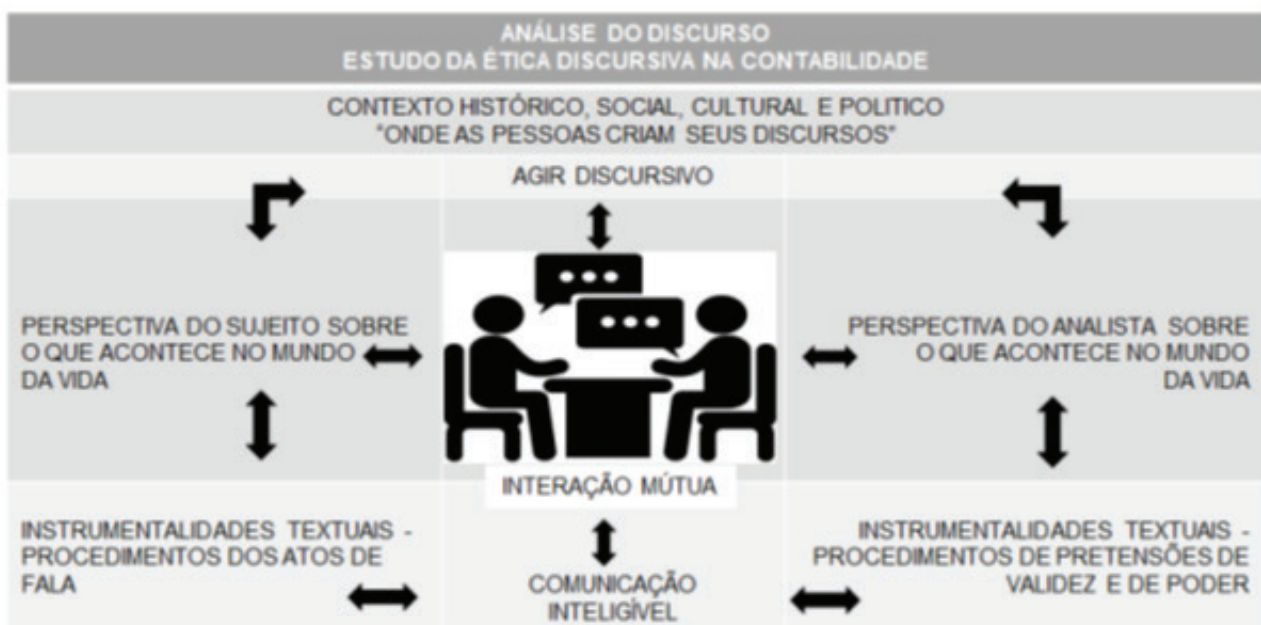 ANÁLISE DO DISCURSO
ESTUDO DA ÉTICA DISCURSIVA NA CONTABILIDADE
CONTEXTO HISTÓRICO, SOCIAL, CULTURAL E POLITICO
"ONDE AS PESSOAS CRIAM SEUS DISCURSOS"
AGIR DISCURSIVO
PERSPECTIVA DO SUJEITO SOBRE
O QUE ACONTECE NO MUNDO
DA VIDA
PERSPECTIVA DO ANALISTA SOBRE
O QUE ACONTECE NO MUNDO
DA VIDA
INTERAÇÃO MÚTUA
INSTRUMENTALIDADES TEXTUAIS -
PROCEDIMENTOS DOS ATOS DE
FALA
COMUNICAÇÃO
INTELIGÍVEL
INSTRUMENTALIDADES TEXTUAIS -
PROCEDIMENTOS DE PRETENSÕES DE
VALIDEZ E DE PODER